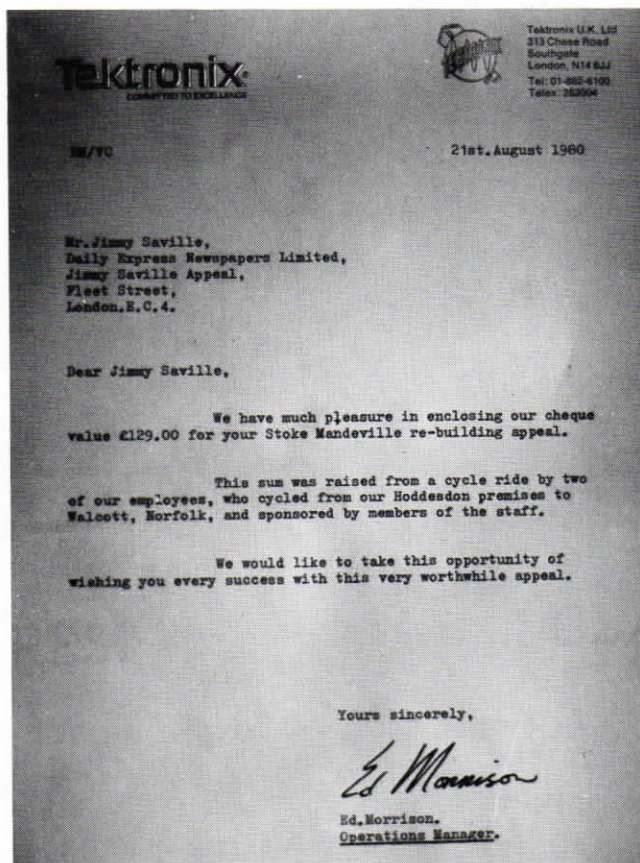 Tektronix
COMMITTED TO EXCELLENCE
Tektronix U.K. Ltd
313 Chase Road
Southgate
London, N14 6JJ
Tel: 01-882-6100
Telex: 262004
EM/VC
21st.August 1980
Mr.Jimmy Saville,
Daily Express Newspapers Limited,
Jimmy Saville Appeal,
Fleet Street,
London.E.C.4.
Dear Jimmy Saville,
We have much pleasure in enclosing our cheque
value £129.00 for your Stoke Mandeville re-building appeal.
This sum was raised from a cycle ride by two
of our employees, who cycled from our Hoddesdon premises to
Walcott, Norfolk, and sponsored by members of the staff.
We would like to take this opportunity of
wishing you every success with this very worthwhile appeal.
Yours sincerely,
Ed Morrison
Ed.Morrison.
Operations Manager.